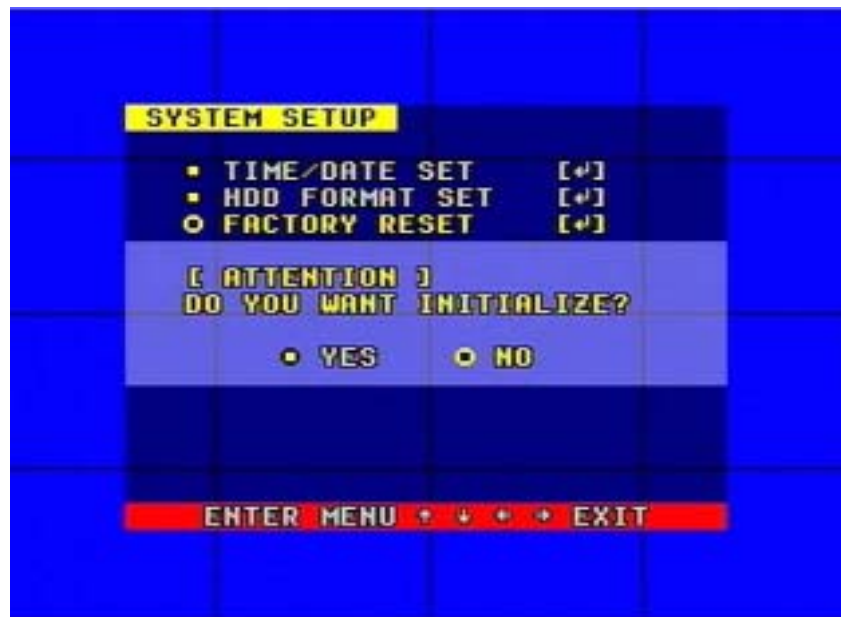 SYSTEM SETUP
TIME/DATE SET [↵]
HDD FORMAT SET [↵]
FACTORY RESET [↵]
[ ATTENTION ]
DO YOU WANT INITIALIZE?
YES NO
ENTER MENU ↑ ↓ ← → EXIT